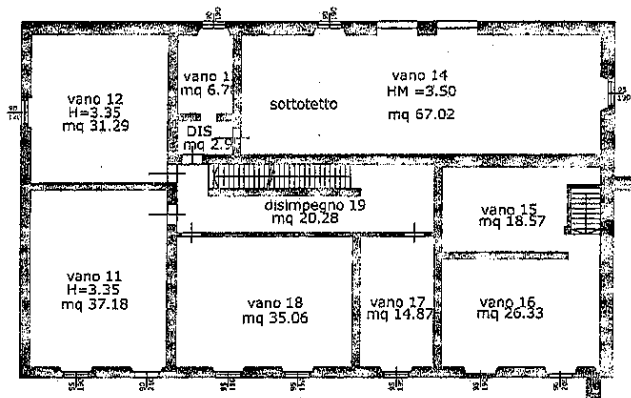 vano 12
H=3.35
mq 31.29
vano 1
mq 6.7
DIS
mq 2.9
sottotetto
vano 14
HM =3.50
mq 67.02
disimpegno 19
mq 20.28
vano 15
mq 18.57
vano 11
H=3.35
mq 37.18
vano 18
mq 35.06
vano 17
mq 14.87
vano 16
mq 26.33